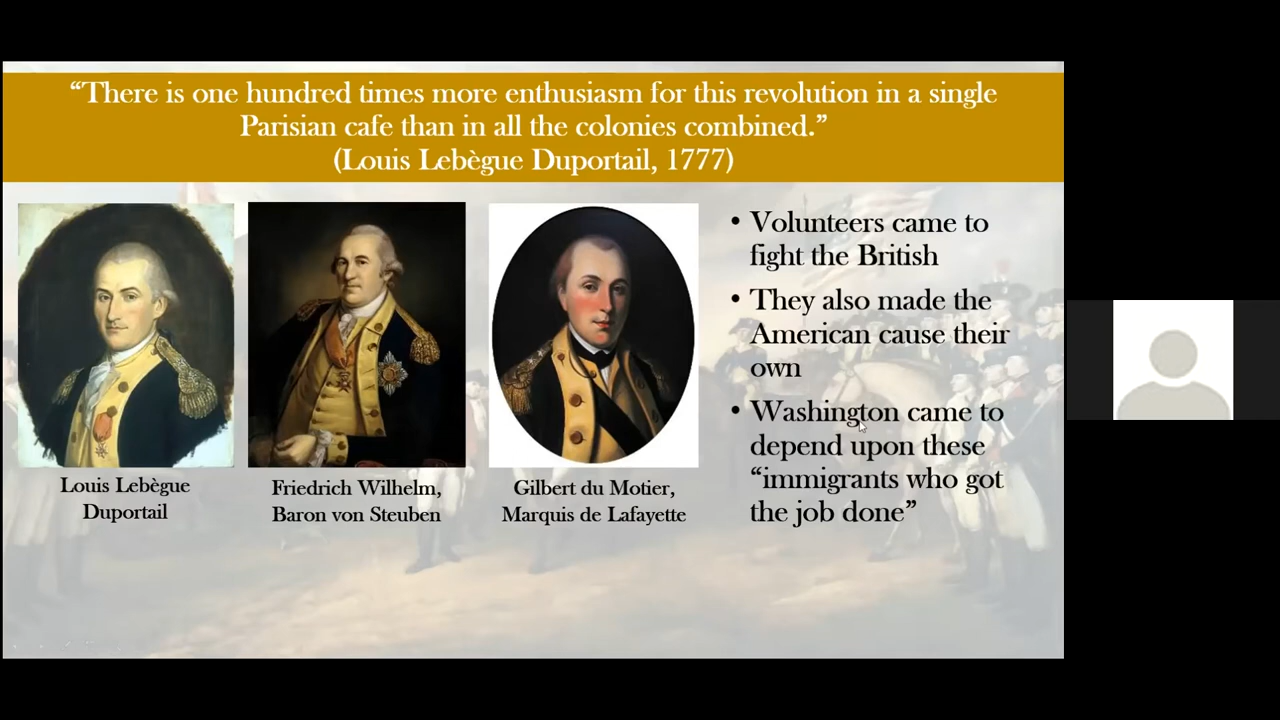 “There is one hundred times more enthusiasm for this revolution in a single
Parisian cafe than in all the colonies combined.”
(Louis Lebègue Duportail, 1777)
Louis Lebègue
Duportail
Friedrich Wilhelm,
Baron von Steuben
Gilbert du Motier,
Marquis de Lafayette
• Volunteers came to
fight the British
• They also made the
American cause their
own
• Washington came to
depend upon these
“immigrants who got
the job done”